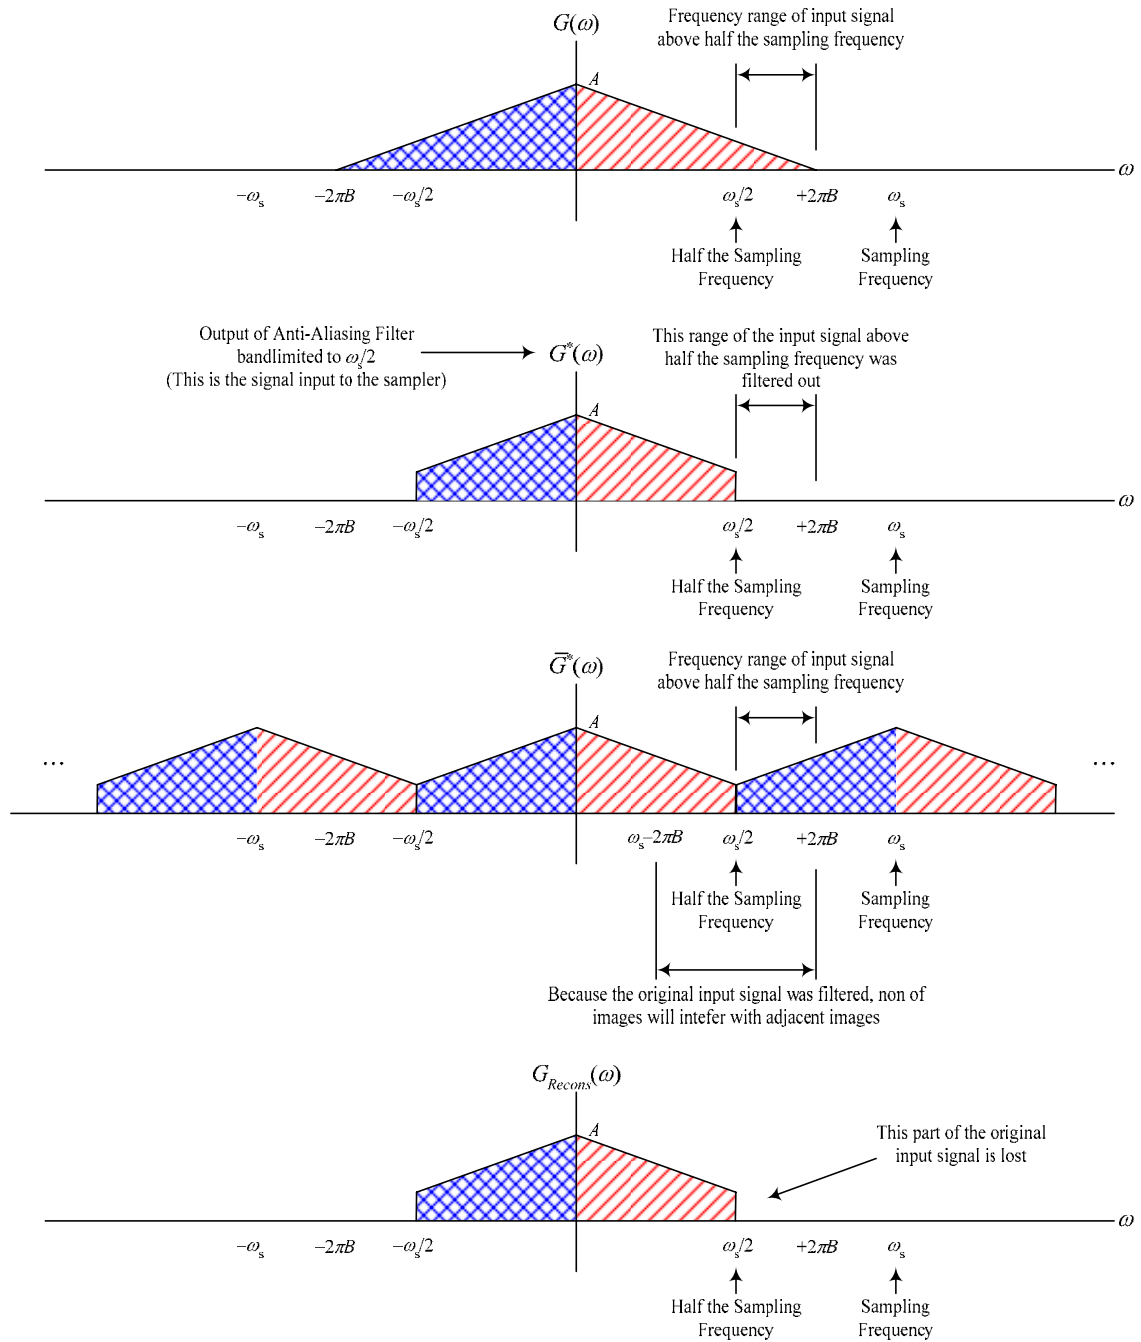 G(ω)
Frequency range of input signal
above half the sampling frequency
A
ω
−ωs
−2πB
−ωs/2
ωs/2
+2πB
ωs
Half the Sampling
Frequency
Sampling
Frequency
Output of Anti-Aliasing Filter
bandlimited to ωs/2
(This is the signal input to the sampler)
G*(ω)
This range of the input signal above
half the sampling frequency was
filtered out
A
ω
−ωs
−2πB
−ωs/2
ωs/2
+2πB
ωs
Half the Sampling
Frequency
Sampling
Frequency
G̅*(ω)
Frequency range of input signal
above half the sampling frequency
A
...
...
−ωs
−2πB
−ωs/2
ωs−2πB
ωs/2
+2πB
ωs
Half the Sampling
Frequency
Sampling
Frequency
Because the original input signal was filtered, non of
images will intefer with adjacent images
GRecons(ω)
A
This part of the original
input signal is lost
ω
−ωs
−2πB
−ωs/2
ωs/2
+2πB
ωs
Half the Sampling
Frequency
Sampling
Frequency